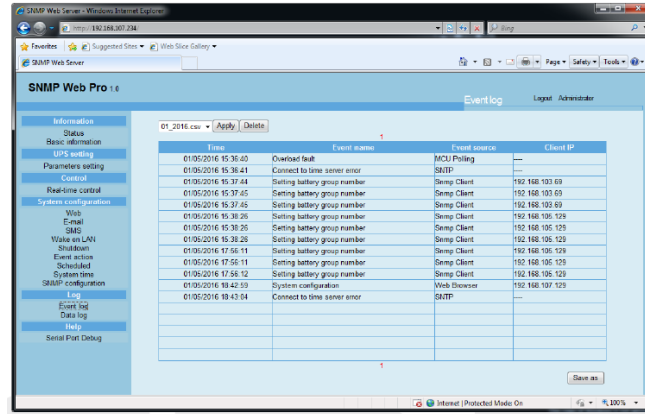 SNMP Web Server - Windows Internet Explorer
http://192.168.107.234
Bing
Favorites Suggested Sites Web Slice Gallery
SNMP Web Server Page Safety Tools
SNMP Web Pro 1.0
Event log Logout Administrator
Information
Status
Basic information
UPS setting
Parameters setting
Control
Real-time control
System configuration
Web
E-mail
SMS
Wake on LAN
Shutdown
Event action
Scheduled
System time
SNMP configuration
Log
Event log
Data log
Help
Serial Port Debug
01_2016.csv Apply Delete
1
Time Event name Event source Client IP
01/05/2016 15:36:40 Overload fault MCU Polling ---
01/05/2016 15:36:41 Connect to time server error SNTP ---
01/05/2016 15:37:44 Setting battery group number Snmp Client 192.168.103.69
01/05/2016 15:37:45 Setting battery group number Snmp Client 192.168.103.69
01/05/2016 15:37:45 Setting battery group number Snmp Client 192.168.103.69
01/05/2016 15:38:26 Setting battery group number Snmp Client 192.168.105.129
01/05/2016 15:38:26 Setting battery group number Snmp Client 192.168.105.129
01/05/2016 15:38:26 Setting battery group number Snmp Client 192.168.105.129
01/05/2016 17:56:11 Setting battery group number Snmp Client 192.168.105.129
01/05/2016 17:56:11 Setting battery group number Snmp Client 192.168.105.129
01/05/2016 17:56:12 Setting battery group number Snmp Client 192.168.105.129
01/05/2016 18:42:59 System configuration Web Browser 192.168.107.129
01/05/2016 18:43:04 Connect to time server error SNTP ---
1
Save as
Internet | Protected Mode: On 100%